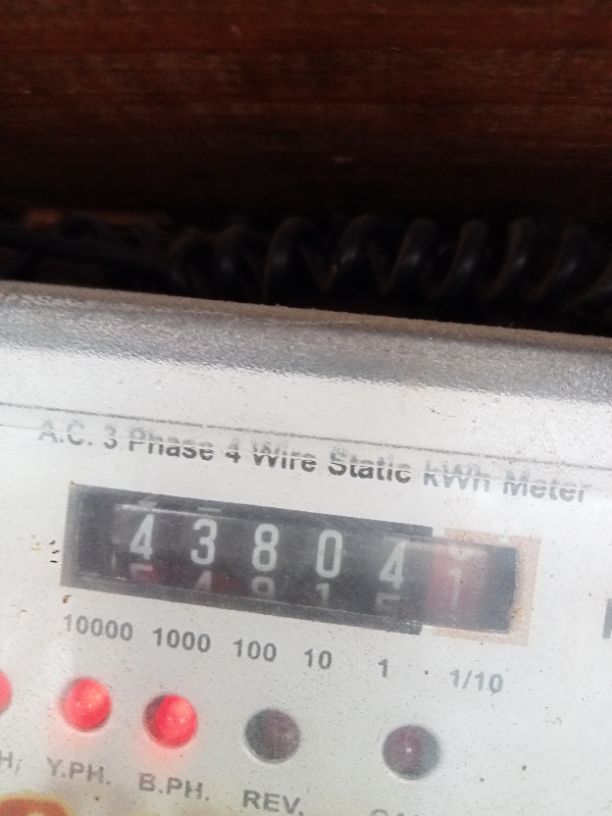 A.C. 3 Phase 4 Wire Static kWh Meter
4 3 8 0 4 1
10000 1000 100 10 1 1/10
Y.PH. B.PH. REV.